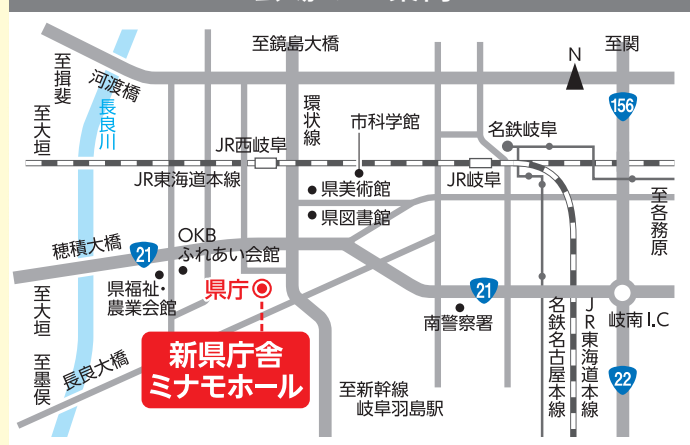 至鏡島大橋
至関
N
至揖斐
河渡橋
至大垣
長良川
環状線
156
市科学館
名鉄岐阜
JR西岐阜
JR東海道本線
JR岐阜
県美術館
県図書館
至各務原
穂積大橋
21
OKB
ふれあい会館
県福祉・
農業会館
県庁
21
南警察署
岐南I.C
至大垣
至墨俣
長良大橋
新県庁舎
ミナモホール
至新幹線
岐阜羽島駅
名鉄名古屋本線
JR東海道本線
22